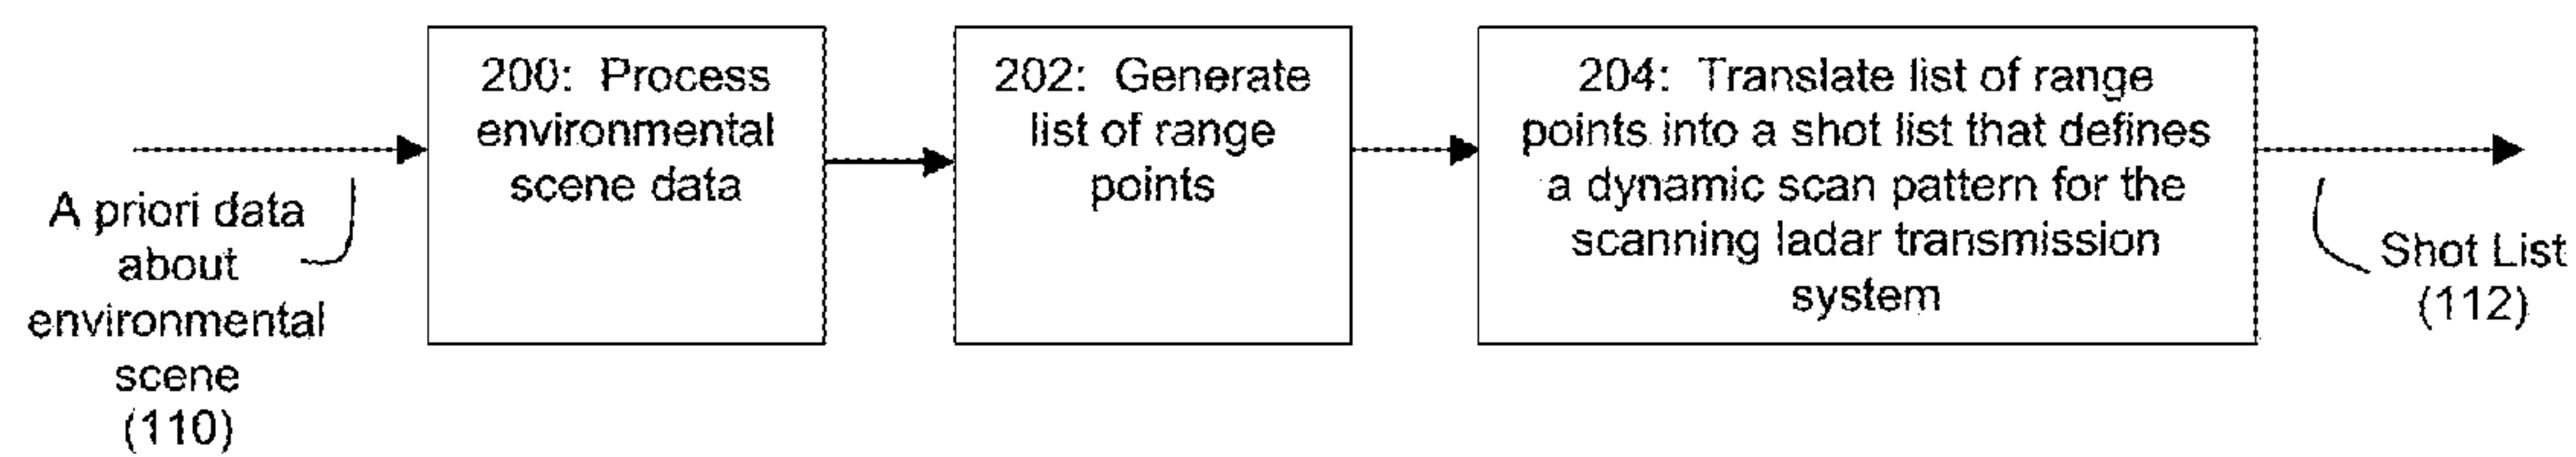 A priori data
about
environmental
scene
(110)
200: Process
environmental
scene data
202: Generate
list of range
points
204: Translate list of range
points into a shot list that defines
a dynamic scan pattern for the
scanning ladar transmission
system
Shot List
(112)